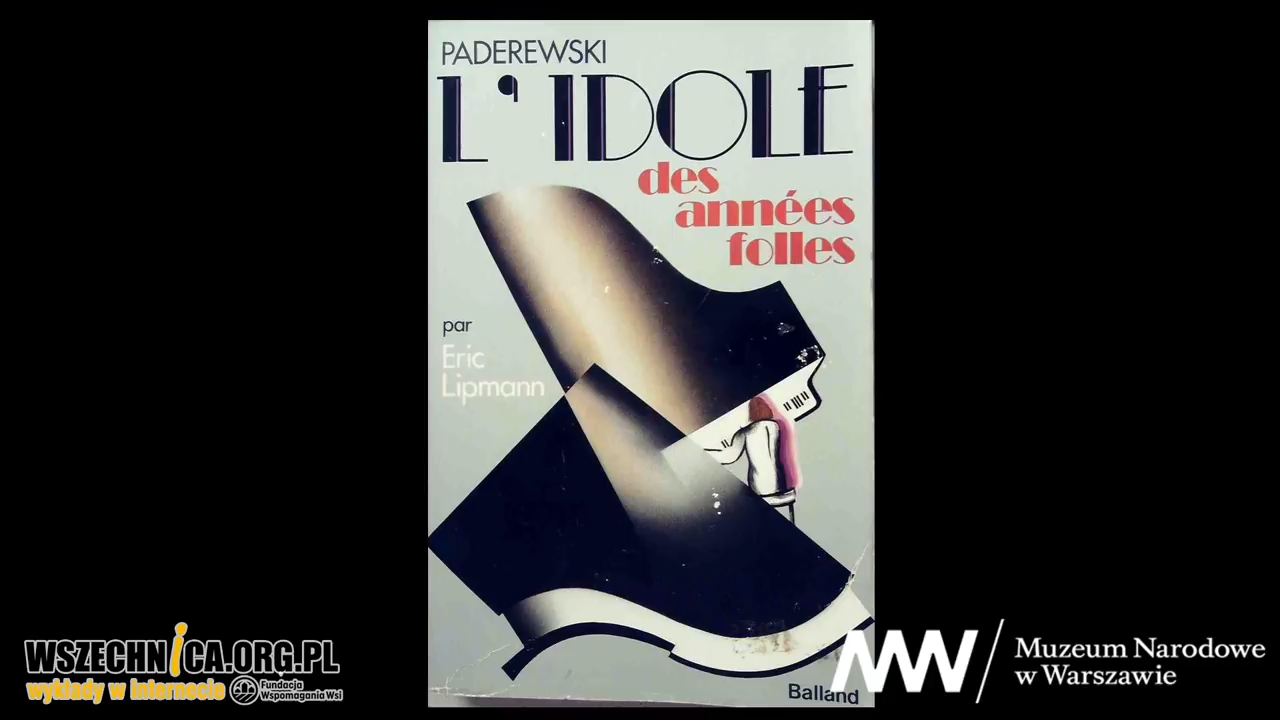 PADEREWSKI
L'IDOLE
des
années
folles
par
Eric
Lipmann
Balland
WSZECHNICA.ORG.PL
wykłady w internecie
Fundacja
Wspomagania Wsi
MNW
Muzeum Narodowe
w Warszawie